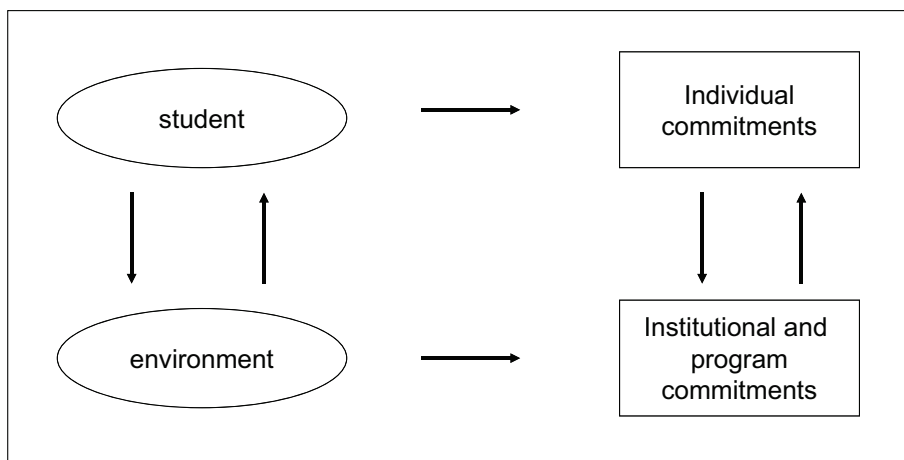 student
Individual
commitments
environment
Institutional and
program
commitments